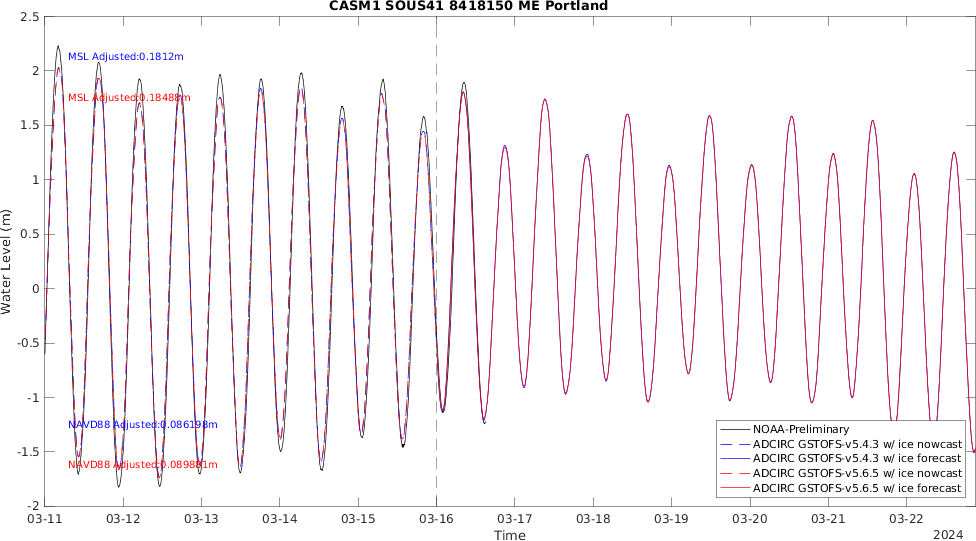 CASM1 SOUS41 8418150 ME Portland
2.5
2
1.5
1
0.5
0
-0.5
-1
-1.5
-2
Water Level (m)
MSL Adjusted:0.1812m
MSL Adjusted:0.18488m
NAVD88 Adjusted:0.086198m
NAVD88 Adjusted:0.089881m
NOAA-Preliminary
ADCIRC GSTOFS-v5.4.3 w/ ice nowcast
ADCIRC GSTOFS-v5.4.3 w/ ice forecast
ADCIRC GSTOFS-v5.6.5 w/ ice nowcast
ADCIRC GSTOFS-v5.6.5 w/ ice forecast
03-11 03-12 03-13 03-14 03-15 03-16 03-17 03-18 03-19 03-20 03-21 03-22
Time
2024